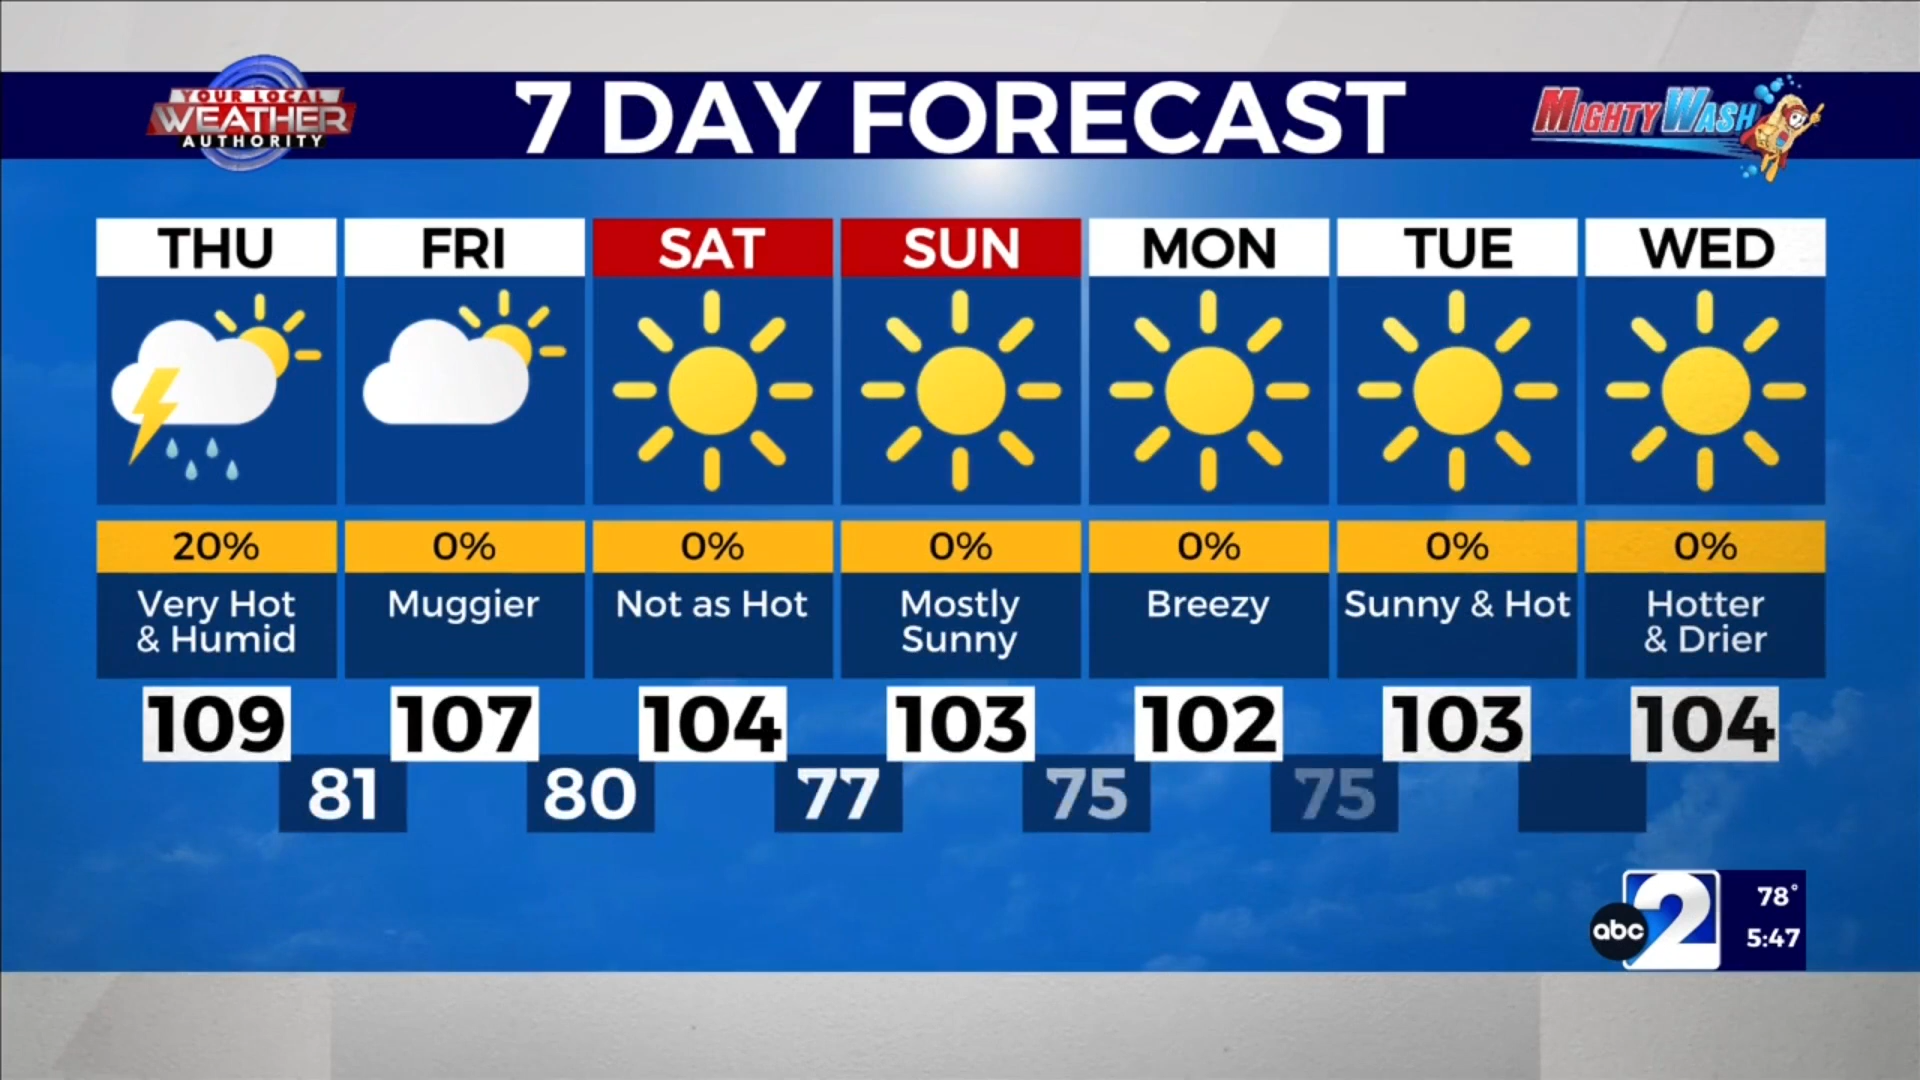 YOUR LOCAL
WEATHER
AUTHORITY
7 DAY FORECAST
MIGHTY WASH
THU FRI SAT SUN MON TUE WED
20% 0% 0% 0% 0% 0% 0%
Very Hot
& Humid
Muggier
Not as Hot
Mostly
Sunny
Breezy
Sunny & Hot
Hotter
& Drier
109 107 104 103 102 103 104
81 80 77 75 75
abc 2
78°
5:47